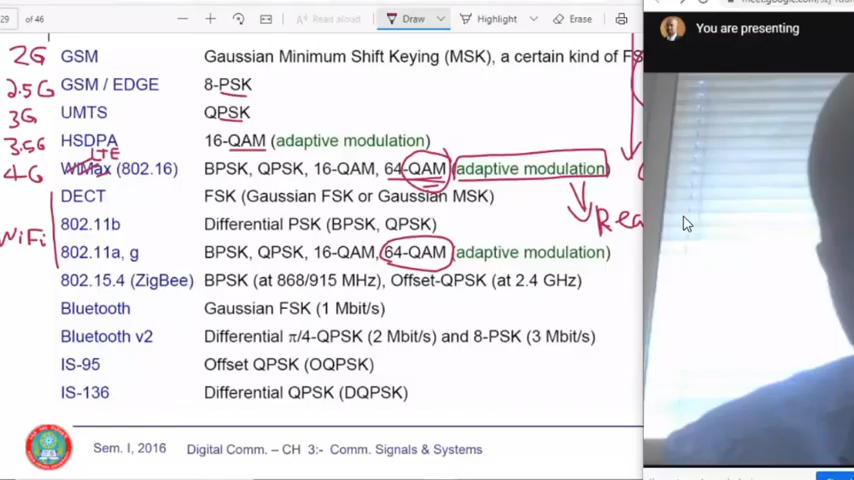 29 of 46 Read aloud Draw Highlight Erase
You are presenting
2G GSM Gaussian Minimum Shift Keying (MSK), a certain kind of FS
2.5G GSM / EDGE 8-PSK
3G UMTS QPSK
3.5G HSDPA 16-QAM (adaptive modulation)
LTE
4-G WiMax (802.16) BPSK, QPSK, 16-QAM, 64-QAM (adaptive modulation)
DECT FSK (Gaussian FSK or Gaussian MSK)
802.11b Differential PSK (BPSK, QPSK)
WiFi
802.11a, g BPSK, QPSK, 16-QAM, 64-QAM (adaptive modulation)
802.15.4 (ZigBee) BPSK (at 868/915 MHz), Offset-QPSK (at 2.4 GHz)
Bluetooth Gaussian FSK (1 Mbit/s)
Bluetooth v2 Differential π/4-QPSK (2 Mbit/s) and 8-PSK (3 Mbit/s)
IS-95 Offset QPSK (OQPSK)
IS-136 Differential QPSK (DQPSK)
Sem. I, 2016 Digital Comm. – CH 3:- Comm. Signals & Systems